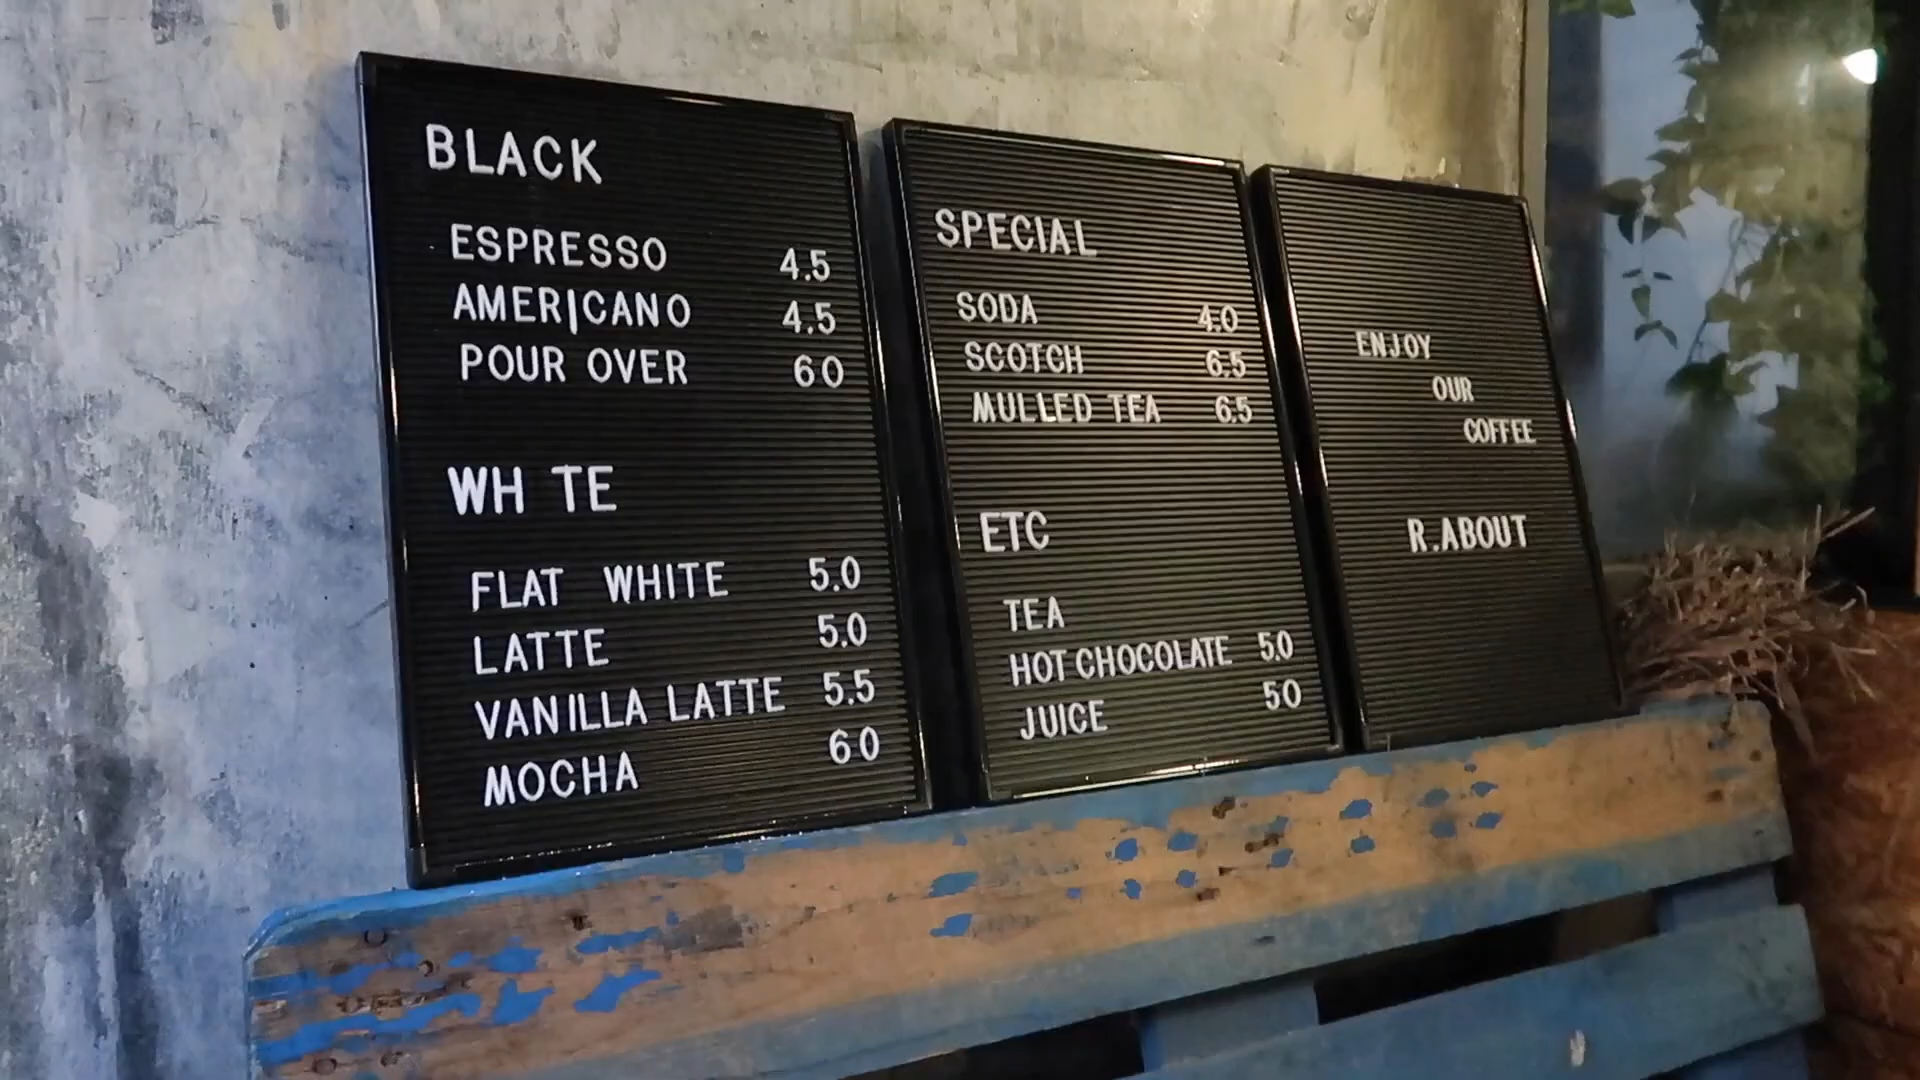 BLACK
ESPRESSO 4.5
AMERICANO 4.5
POUR OVER 60
WH TE
FLAT WHITE 5.0
LATTE 5.0
VANILLA LATTE 5.5
MOCHA 60
SPECIAL
SODA 4.0
SCOTCH 6.5
MULLED TEA 6.5
ETC
TEA
HOT CHOCOLATE 5.0
JUICE 50
ENJOY
OUR
COFFEE
R.ABOUT